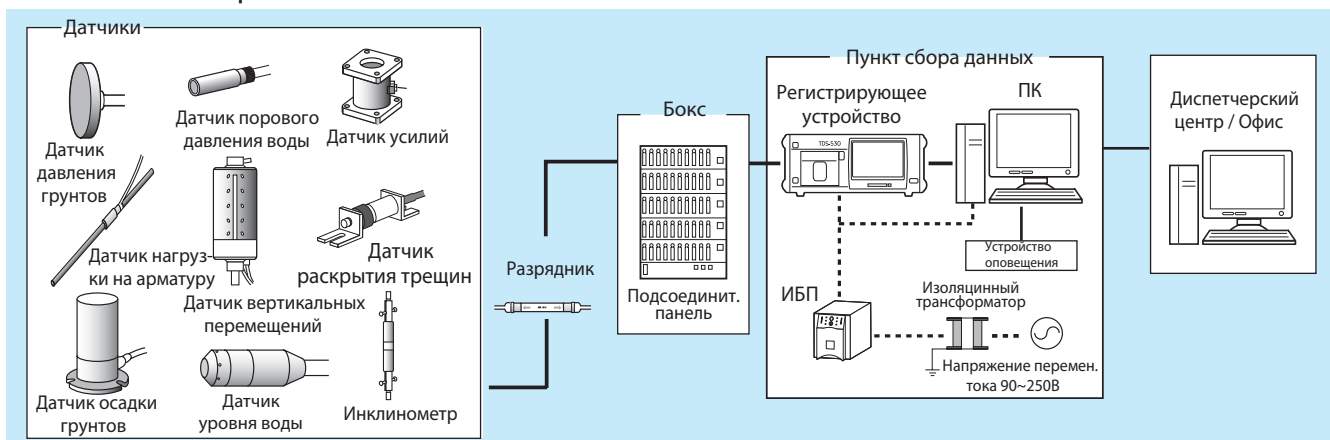 Датчики
Датчик
давления
грунтов
Датчик порового
давления воды
Датчик усилий
Датчик нагруз-
ки на арматуру
Датчик
раскрытия трещин
Датчик вертикальных
перемещений
Датчик осадки
грунтов
Датчик
уровня воды
Инклинометр
Разрядник
Бокс
Подсоединит.
панель
Пункт сбора данных
Регистрирующее
устройство
TDS-530
ПК
Устройство
оповещения
ИБП
Изоляцинный
трансформатор
Напряжение перемен.
тока 90~250В
Диспетчерский
центр / Офис